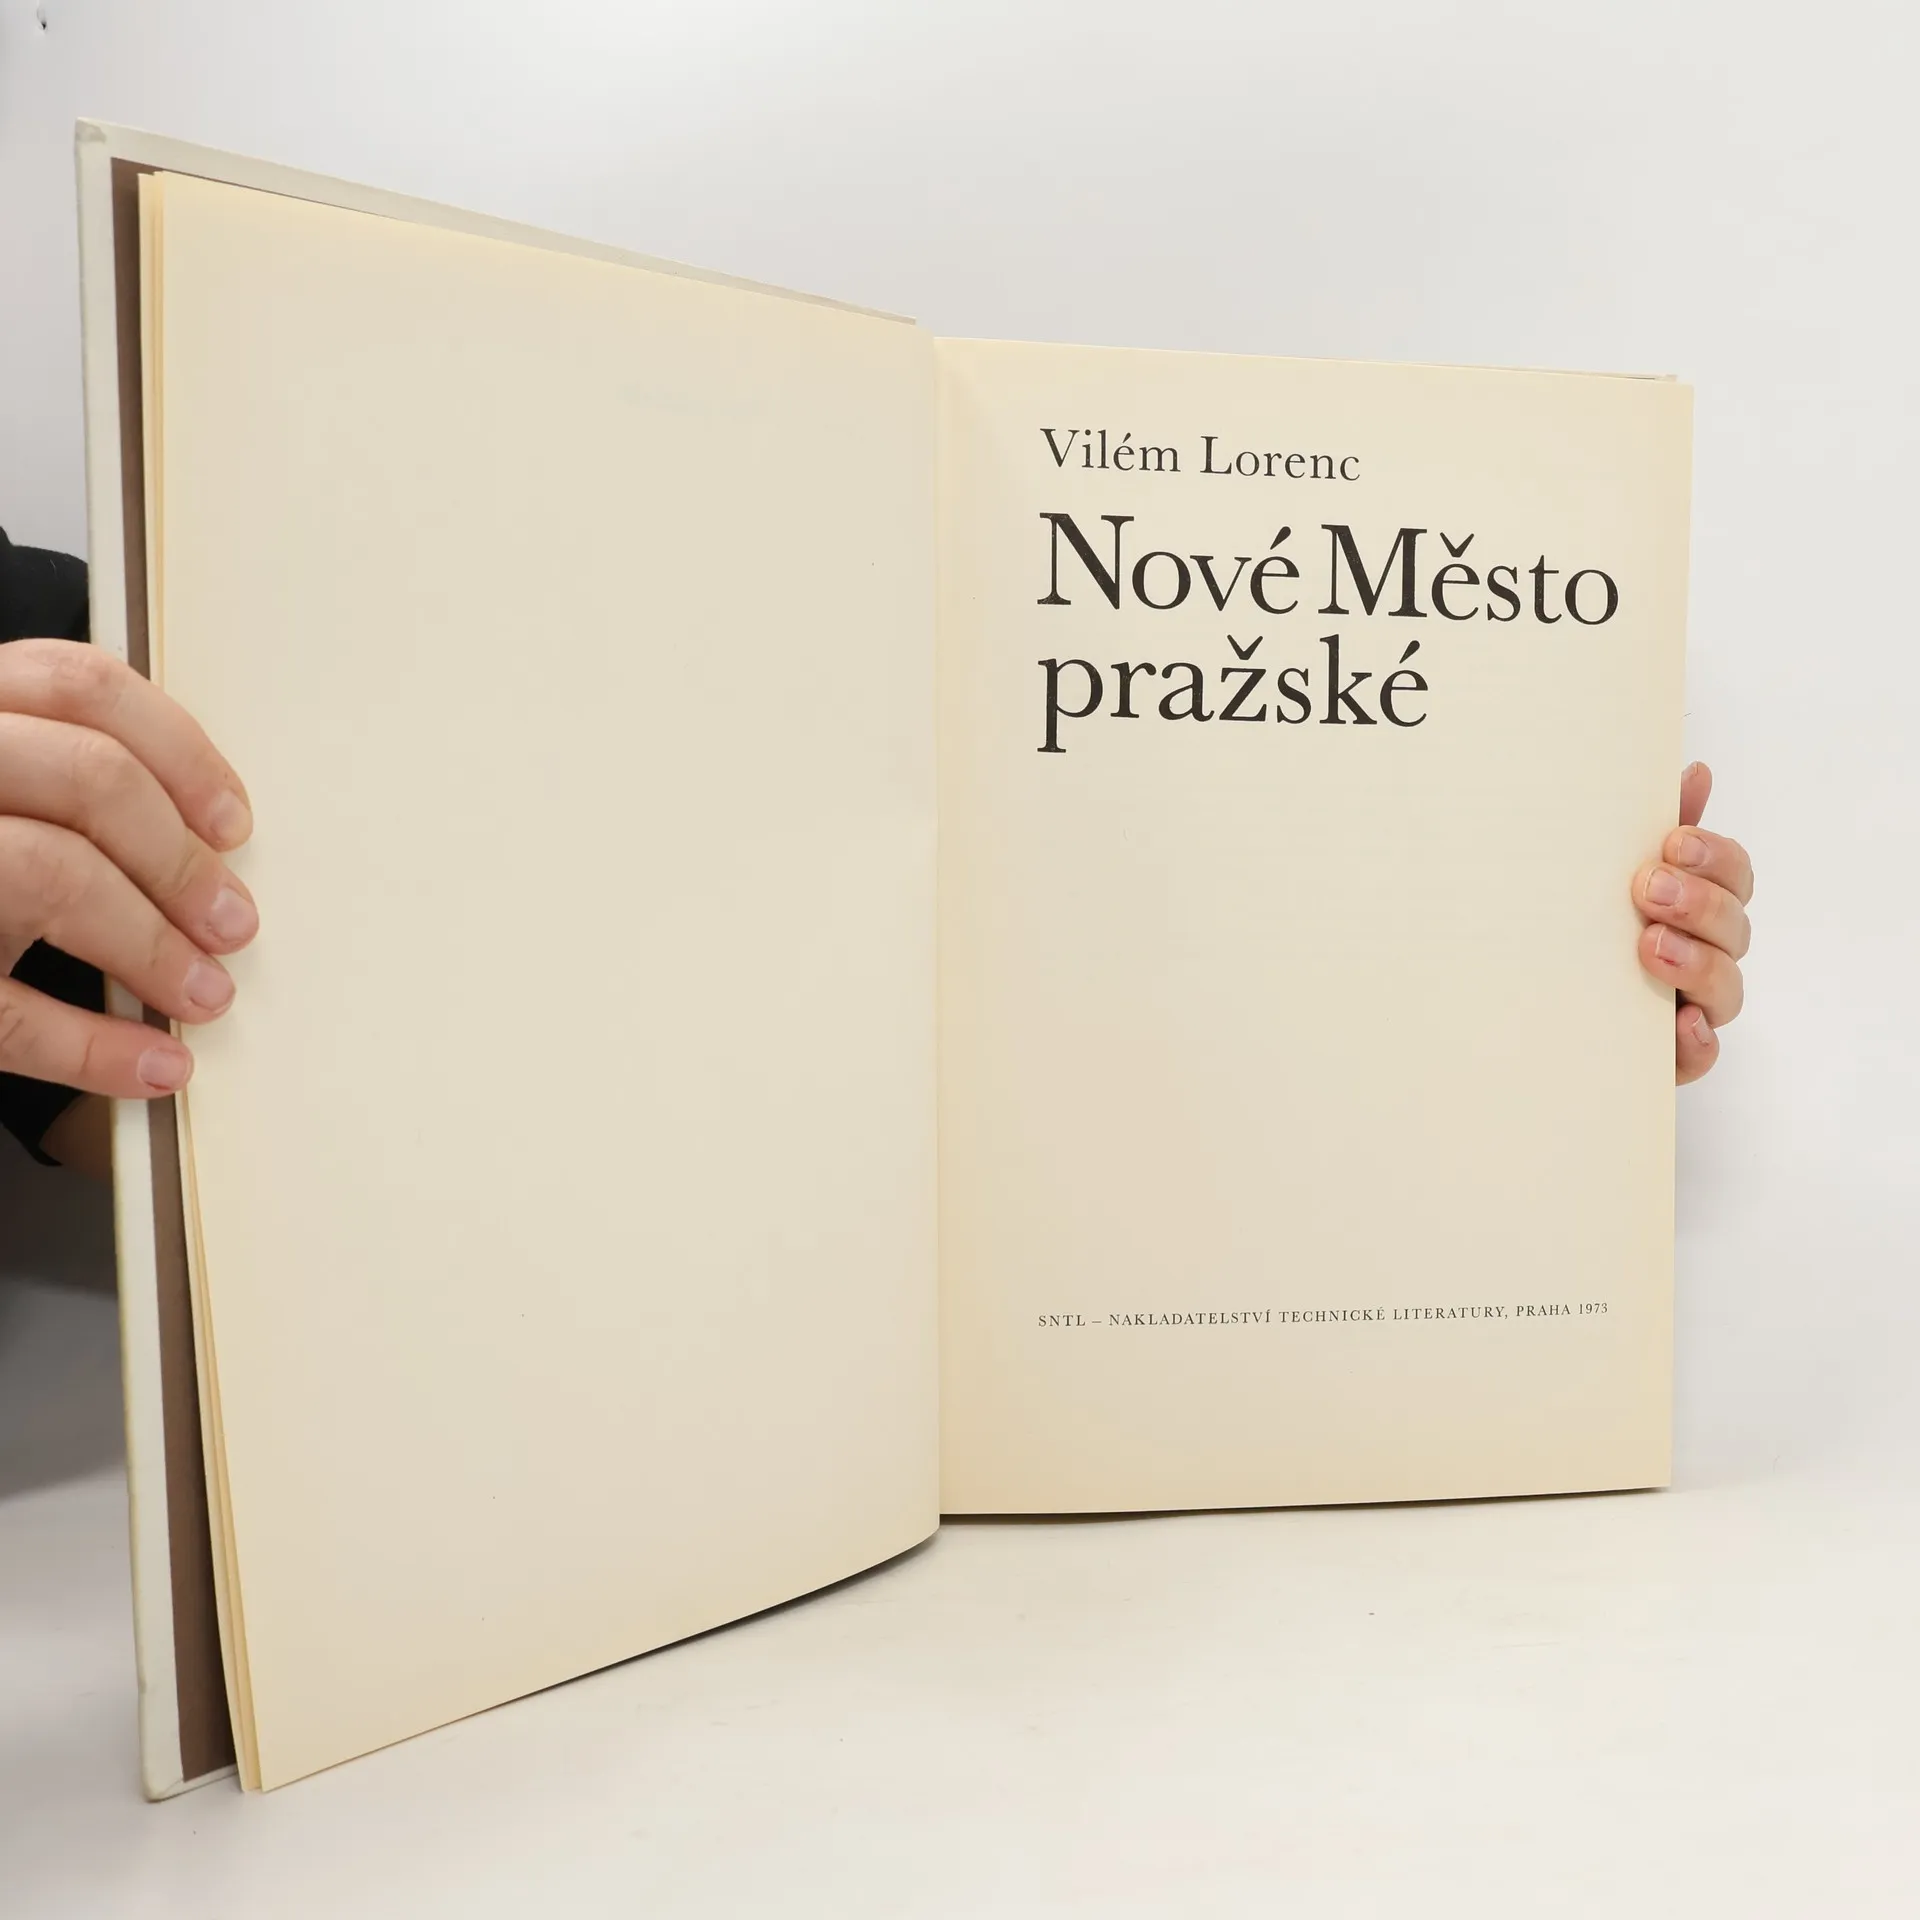 Vilém Lorenc
Nové Město
pražské
SNTL – NAKLADATELSTVÍ TECHNICKÉ LITERATURY, PRAHA 1973